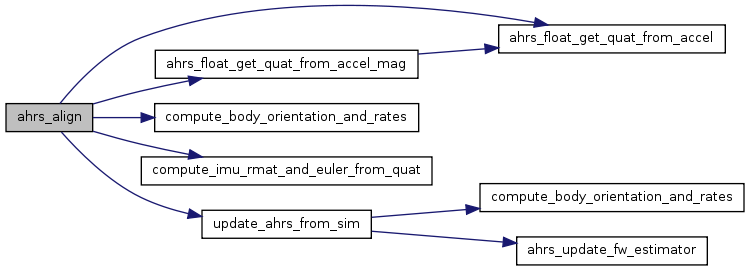 ahrs_float_get_quat_from_accel
ahrs_float_get_quat_from_accel_mag
ahrs_align
compute_body_orientation_and_rates
compute_imu_rmat_and_euler_from_quat
update_ahrs_from_sim
compute_body_orientation_and_rates
ahrs_update_fw_estimator